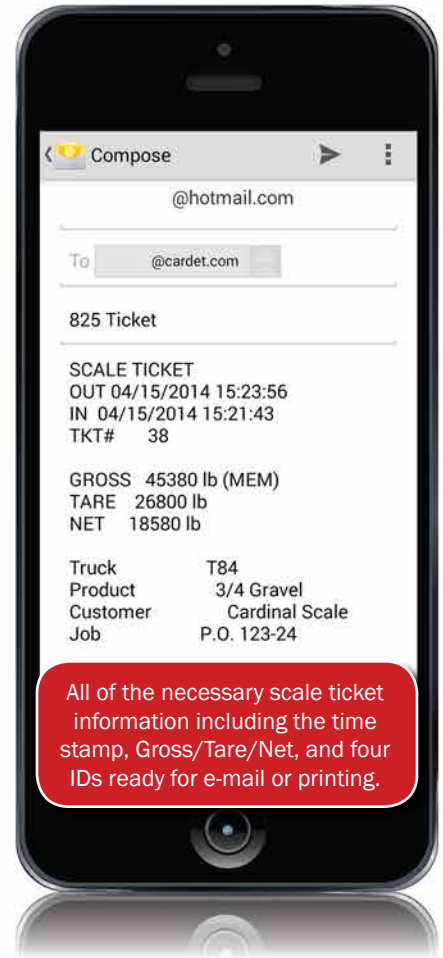 Compose
@hotmail.com
To @cardet.com
825 Ticket
SCALE TICKET
OUT 04/15/2014 15:23:56
IN 04/15/2014 15:21:43
TKT# 38
GROSS 45380 lb (MEM)
TARE 26800 lb
NET 18580 lb
Truck T84
Product 3/4 Gravel
Customer Cardinal Scale
Job P.O. 123-24
All of the necessary scale ticket
information including the time
stamp, Gross/Tare/Net, and four
IDs ready for e-mail or printing.